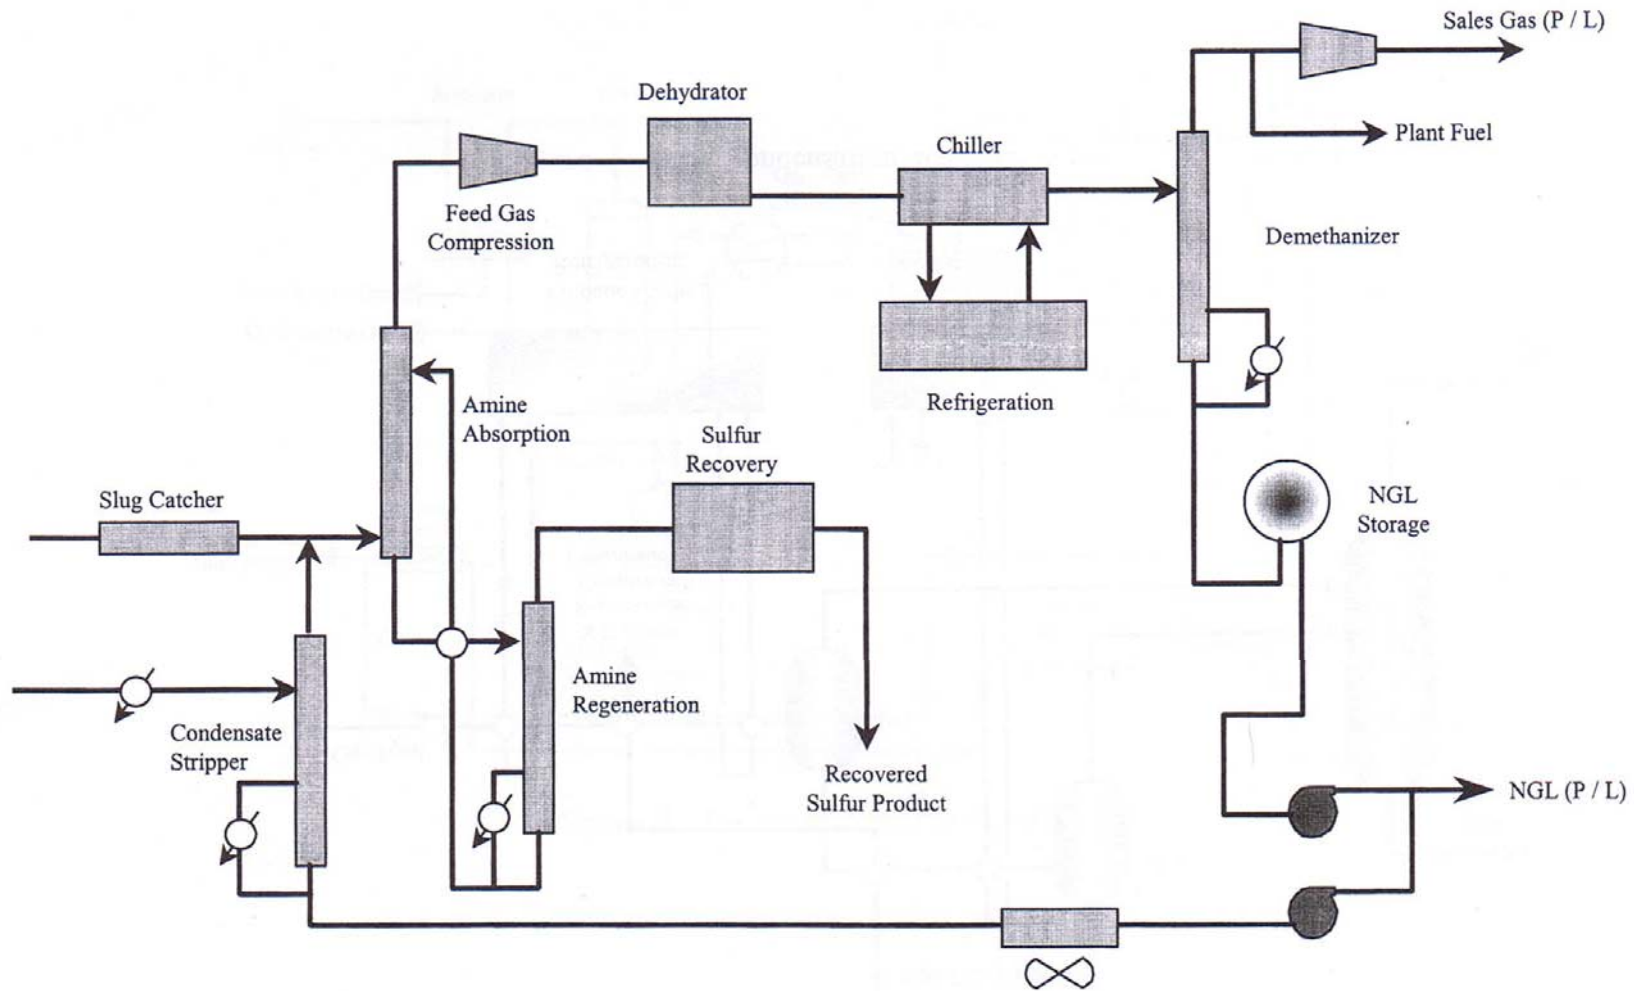 Sales Gas (P / L)
Dehydrator
Plant Fuel
Chiller
Feed Gas
Compression
Demethanizer
Refrigeration
Amine
Absorption
Sulfur
Recovery
Slug Catcher
NGL
Storage
Amine
Regeneration
Condensate
Stripper
Recovered
Sulfur Product
NGL (P / L)